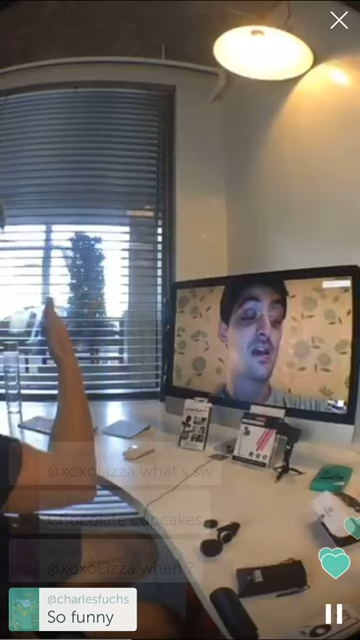 @xoxoLizza what's sw
Chocolate cupcakes
@xoxoLizza when ?
@charlesfuchs
So funny